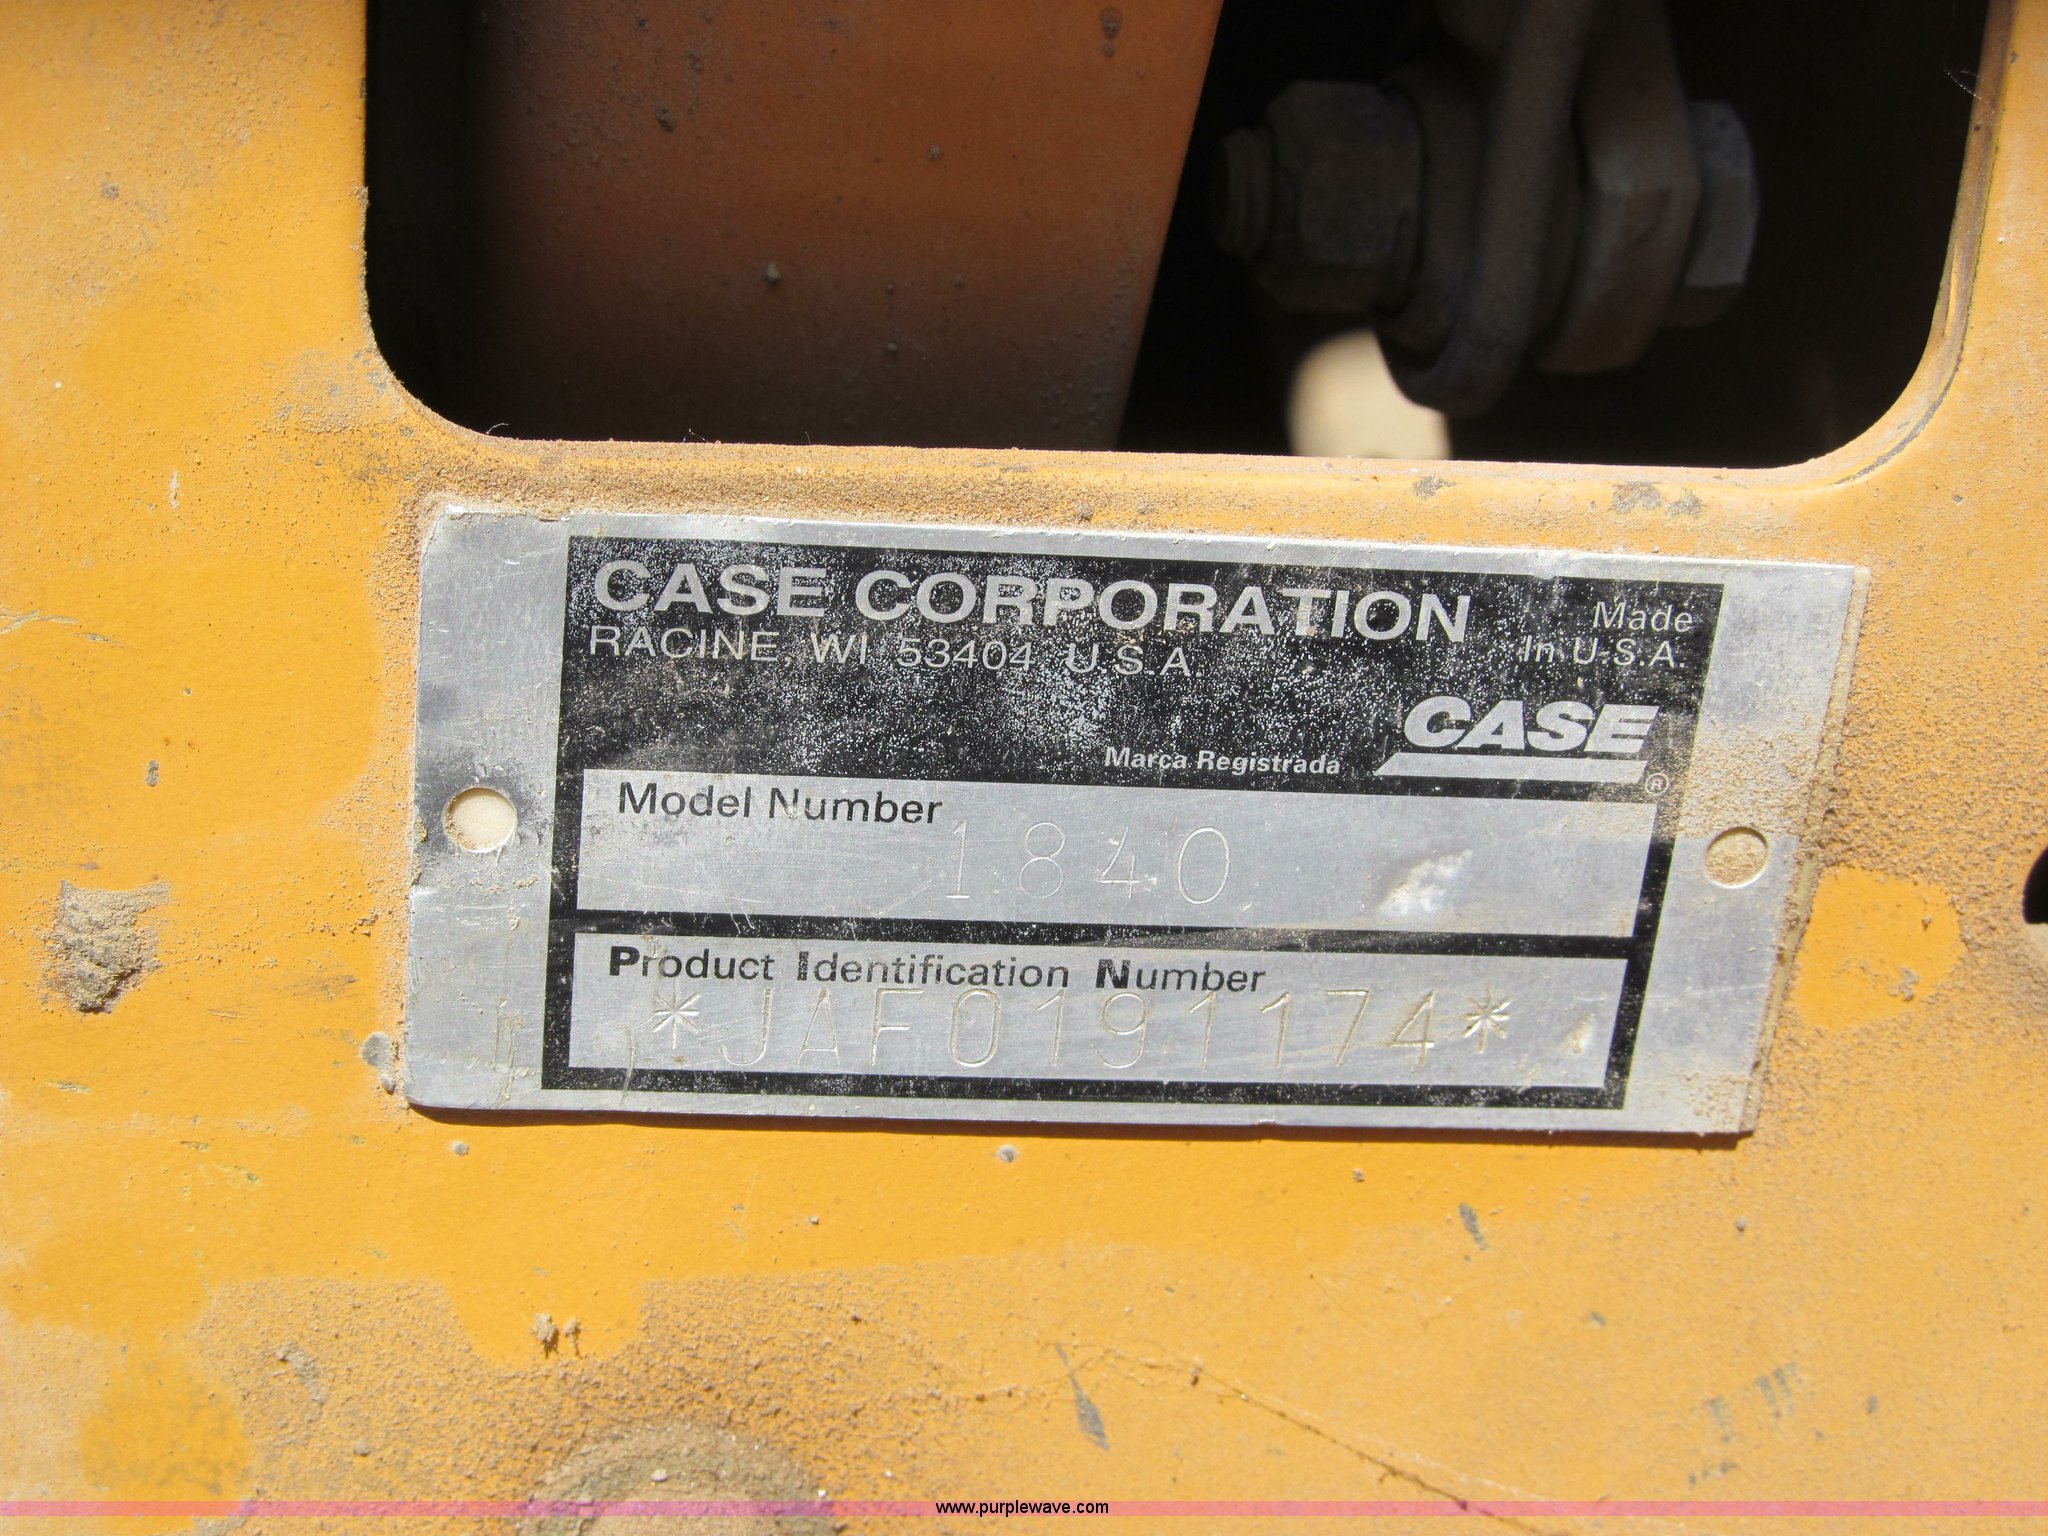 CASE CORPORATION
RACINE, WI 53404 U.S.A.
Made
In U.S.A.
CASE
Marca Registrada
®
Model Number
1840
Product Identification Number
*JAF0191174*
www.purplewave.com